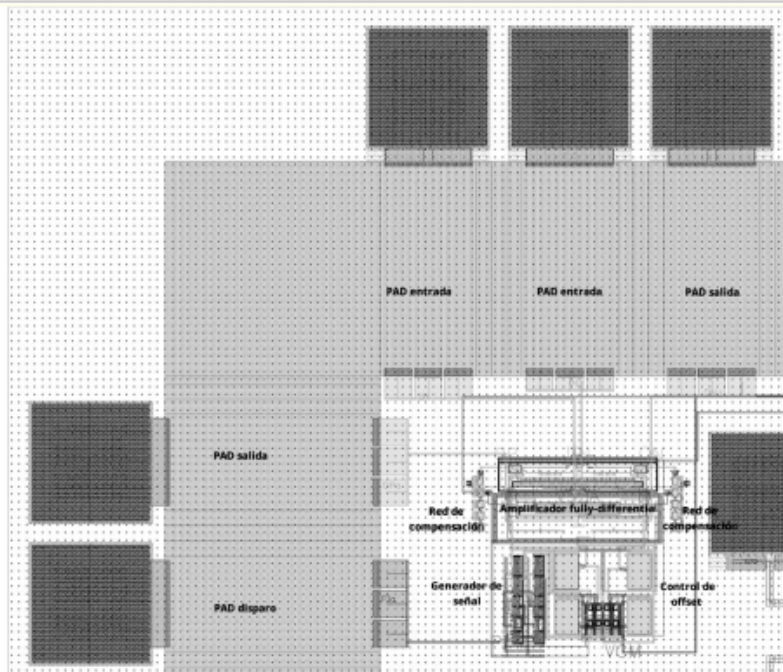 PAD entrada
PAD entrada
PAD salida
PAD salida
Red de
compensación
Amplificador fully-differential
Red de
compensación
Generador de
señal
Control de
offset
PAD disparo